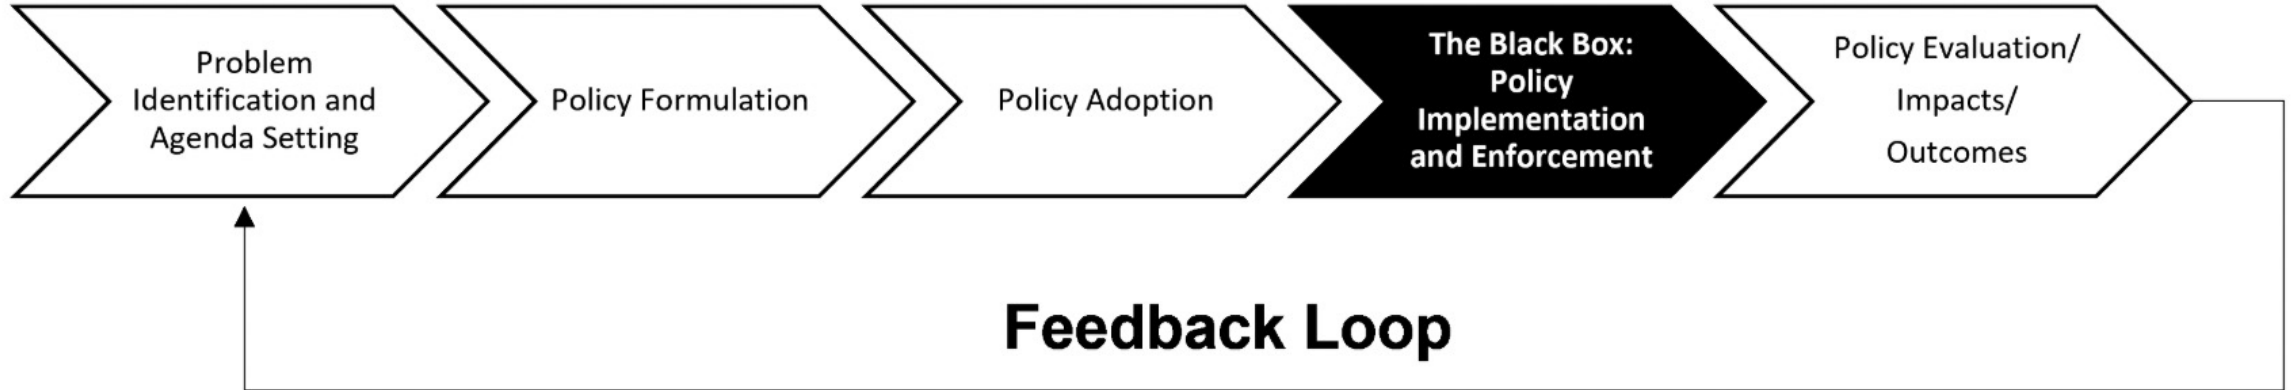 Problem
Identification and
Agenda Setting
Policy Formulation
Policy Adoption
The Black Box:
Policy
Implementation
and Enforcement
Policy Evaluation/
Impacts/
Outcomes
Feedback Loop